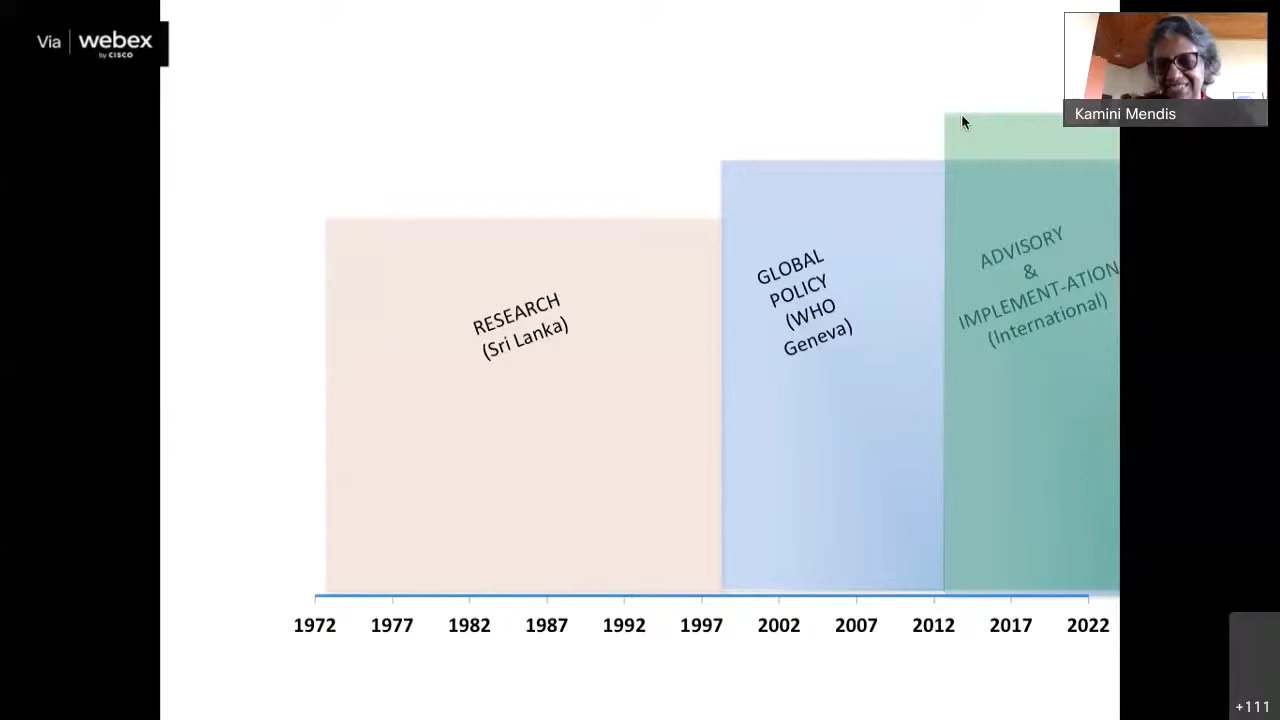 Via webex
by CISCO
Kamini Mendis
RESEARCH
(Sri Lanka)
GLOBAL
POLICY
(WHO
Geneva)
ADVISORY
&
IMPLEMENT-ATION
(International)
1972 1977 1982 1987 1992 1997 2002 2007 2012 2017 2022
+111